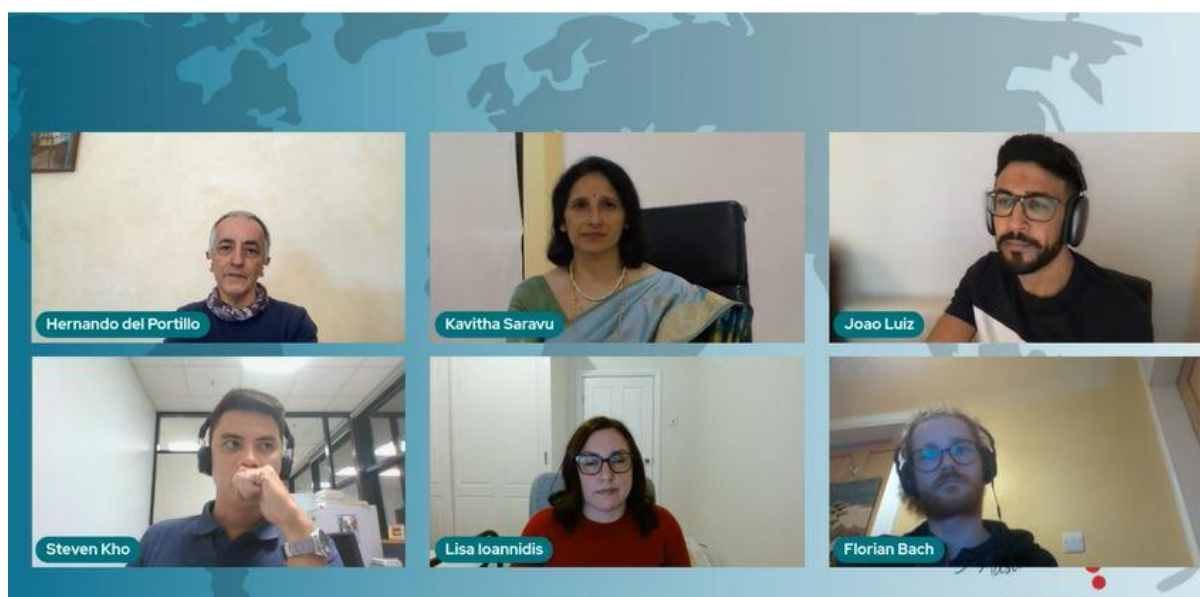 Hernando del Portillo
Kavitha Saravu
Joao Luiz
Steven Kho
Lisa Ioannidis
Florian Bach